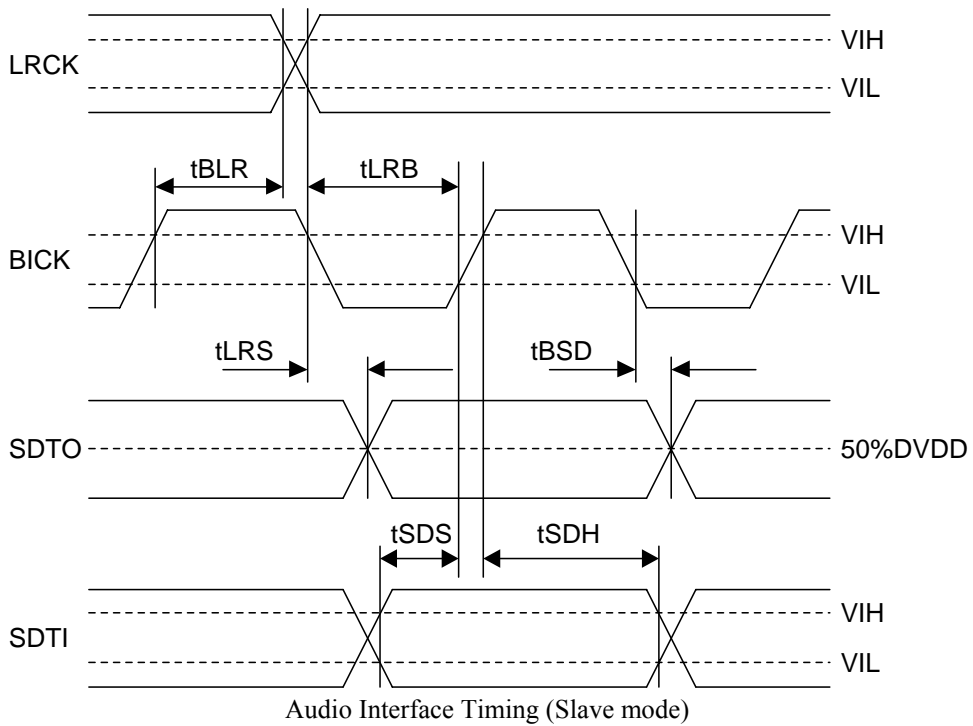 VIH
LRCK
VIL
tBLR
tLRB
VIH
BICK
VIL
tLRS
tBSD
SDTO
50%DVDD
tSDS
tSDH
VIH
SDTI
VIL
Audio Interface Timing (Slave mode)